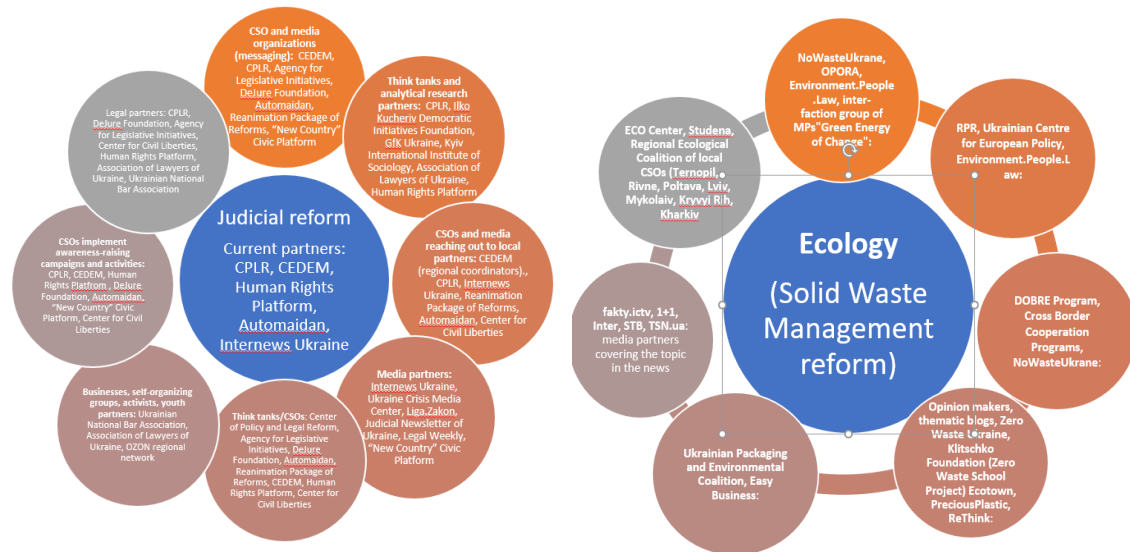 CSO and media
organizations
(messaging): CEDEM,
CPLR, Agency for
Legislative Initiatives,
DeJure Foundation,
Automaidan,
Reanimation Package of
Reforms, "New Country"
Civic Platform
Think tanks and
analytical research
partners: CPLR, Ilko
Kucheriv Democratic
Initiatives Foundation,
GfK Ukraine, Kyiv
International Institute of
Sociology, Association of
Lawyers of Ukraine,
Human Rights Platform
CSOs and media
reaching out to local
partners: CEDEM
(regional coordinators).,
CPLR, Internews
Ukraine, Reanimation
Package of Reforms,
Automaidan, Center for
Civil Liberties
Media partners:
Internews Ukraine,
Ukraine Crisis Media
Center, Liga.Zakon,
Judicial Newsletter of
Ukraine, Legal Weekly,
"New Country" Civic
Platform
Think tanks/CSOs: Center
of Policy and Legal Reform,
Agency for Legislative
Initiatives, DeJure
Foundation, Automaidan,
Reanimation Package of
Reforms, CEDEM, Human
Rights Platform, Center for
Civil Liberties
Businesses, self-organizing
groups, activists, youth
partners: Ukrainian
National Bar Association,
Association of Lawyers of
Ukraine, OZON regional
network
CSOs implement
awareness-raising
campaigns and activities:
CPLR, CEDEM, Human
Rights Platfrom , DeJure
Foundation, Automaidan,
"New Country" Civic
Platform, Center for Civil
Liberties
Legal partners: CPLR,
DeJure Foundation, Agency
for Legislative Initiatives,
Center for Civil Liberties,
Human Rights Platform,
Association of Lawyers of
Ukraine, Ukrainian National
Bar Association
Judicial reform
Current partners:
CPLR, CEDEM,
Human Rights
Platform,
Automaidan,
Internews Ukraine
NoWasteUkrane,
OPORA,
Environment.People
.Law, inter-
faction group of
MPs"Green Energy
of Change":
RPR, Ukrainian Centre
for European Policy,
Environment.People.L
aw:
DOBRE Program,
Cross Border
Cooperation
Programs,
NoWasteUkrane:
Opinion makers,
thematic blogs, Zero
Waste Ukraine,
Klitschko
Foundation (Zero
Waste School
Project) Ecotown,
PreciousPlastic,
ReThink:
Ukrainian Packaging
and Environmental
Coalition, Easy
Business:
fakty.ictv, 1+1,
Inter, STB, TSN.ua:
media partners
covering the topic
in the news
ECO Center, Studena,
Regional Ecological
Coalition of local
CSOs (Ternopil,
Rivne, Poltava, Lviv,
Mykolaiv, Kryvyi Rih,
Kharkiv
Ecology
(Solid Waste
Management
reform)